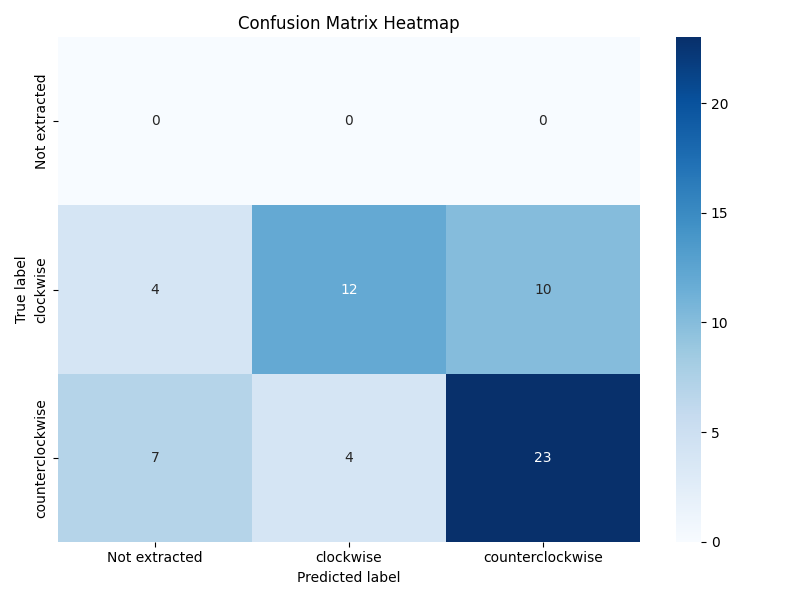 Confusion Matrix Heatmap
Not extracted
0 0 0
20
15
True label
clockwise
4 12 10
10
5
counterclockwise
7 4 23
0
Not extracted clockwise counterclockwise
Predicted label